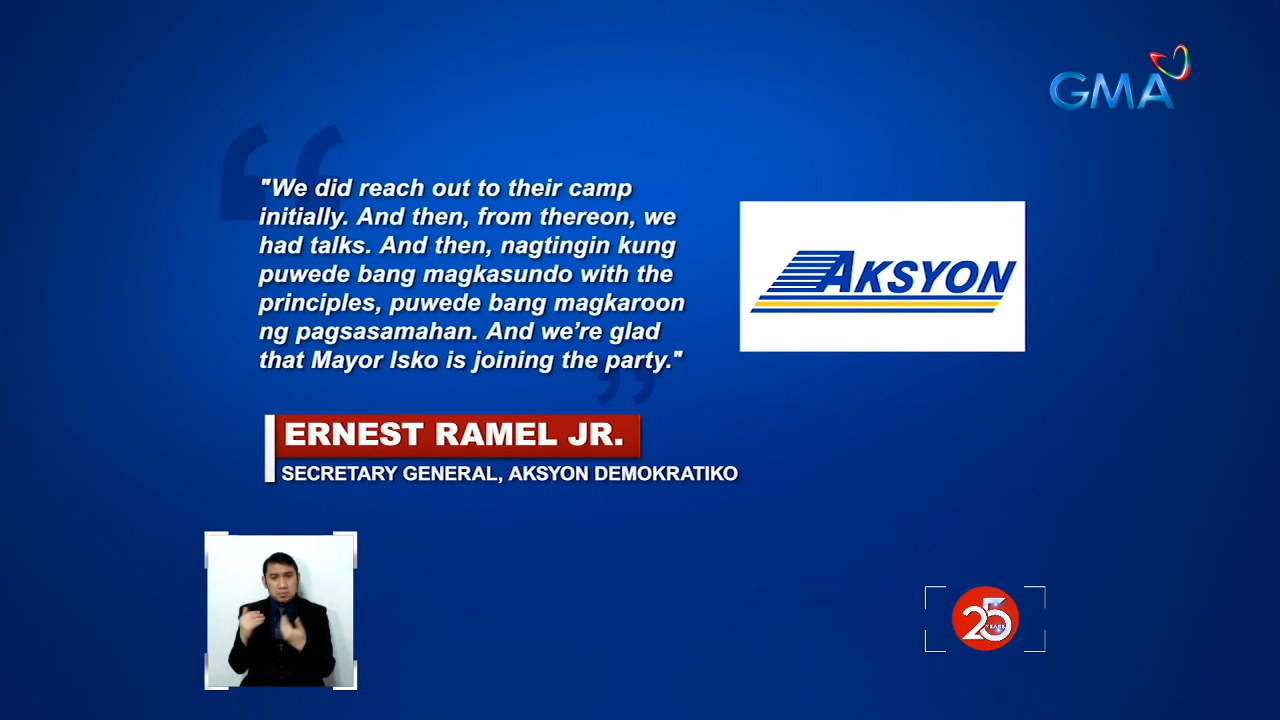 GMA
"We did reach out to their camp
initially. And then, from thereon, we
had talks. And then, nagtingin kung
puwede bang magkasundo with the
principles, puwede bang magkaroon
ng pagsasamahan. And we’re glad
that Mayor Isko is joining the party."
AKSYON
ERNEST RAMEL JR.
SECRETARY GENERAL, AKSYON DEMOKRATIKO
25
YEARS